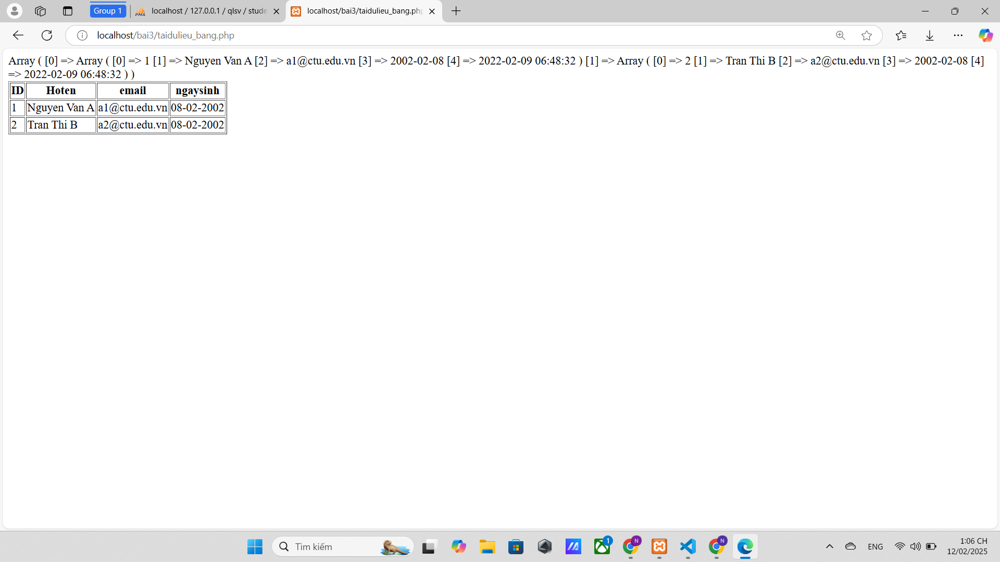 Group 1
localhost / 127.0.0.1 / qlsv / stude
localhost/bai3/taidulieu_bang.php
localhost/bai3/taidulieu_bang.php
Array ( [0] => Array ( [0] => 1 [1] => Nguyen Van A [2] => a1@ctu.edu.vn [3] => 2002-02-08 [4] => 2022-02-09 06:48:32 ) [1] => Array ( [0] => 2 [1] => Tran Thi B [2] => a2@ctu.edu.vn [3] => 2002-02-08 [4]
=> 2022-02-09 06:48:32 ) )
ID Hoten email ngaysinh
1 Nguyen Van A a1@ctu.edu.vn 08-02-2002
2 Tran Thi B a2@ctu.edu.vn 08-02-2002
Tìm kiếm
1
N
N
ENG
1:06 CH
12/02/2025